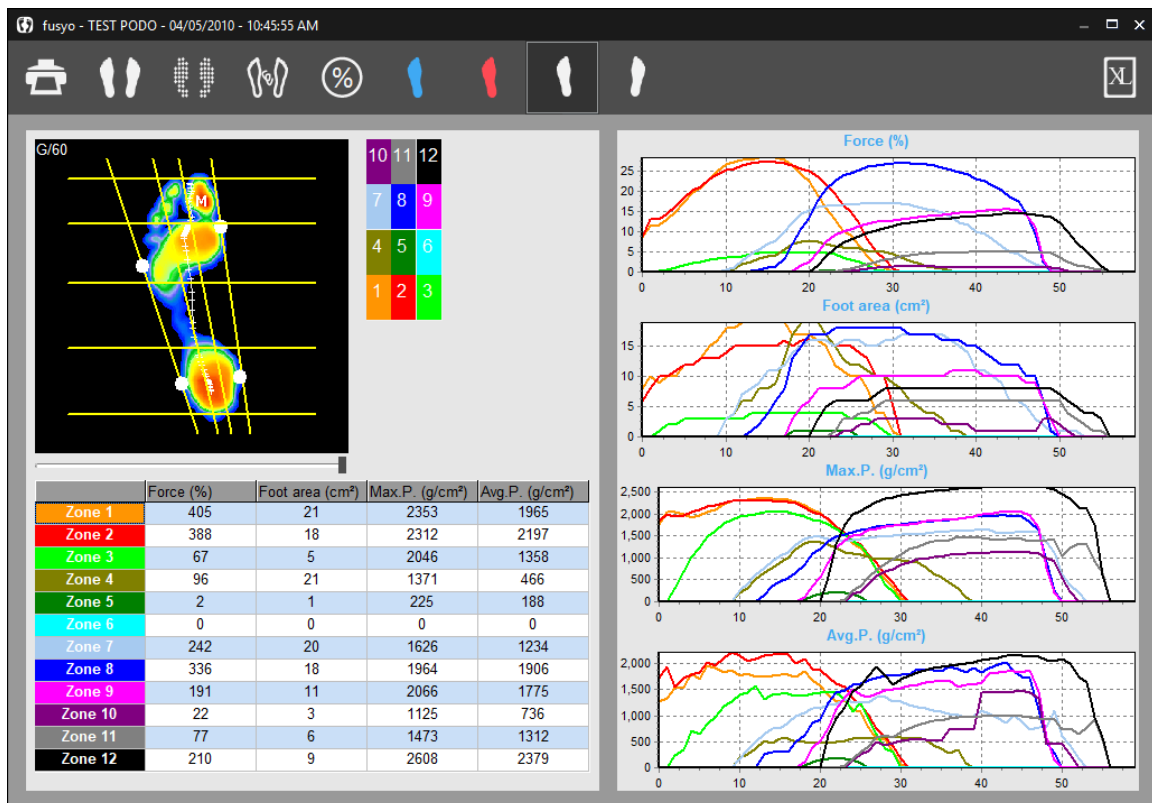 fusyo - TEST PODO - 04/05/2010 - 10:45:55 AM
% XL
G/60
M
10 11 12
7 8 9
4 5 6
1 2 3
Force (%) Foot area (cm²) Max.P. (g/cm²) Avg.P. (g/cm²)
Zone 1 405 21 2353 1965
Zone 2 388 18 2312 2197
Zone 3 67 5 2046 1358
Zone 4 96 21 1371 466
Zone 5 2 1 225 188
Zone 6 0 0 0 0
Zone 7 242 20 1626 1234
Zone 8 336 18 1964 1906
Zone 9 191 11 2066 1775
Zone 10 22 3 1125 736
Zone 11 77 6 1473 1312
Zone 12 210 9 2608 2379
Force (%)
25
20
15
10
5
0
0 10 20 30 40 50
Foot area (cm²)
15
10
5
0
0 10 20 30 40 50
Max.P. (g/cm²)
2,500
2,000
1,500
1,000
500
0
0 10 20 30 40 50
Avg.P. (g/cm²)
2,000
1,500
1,000
500
0
0 10 20 30 40 50